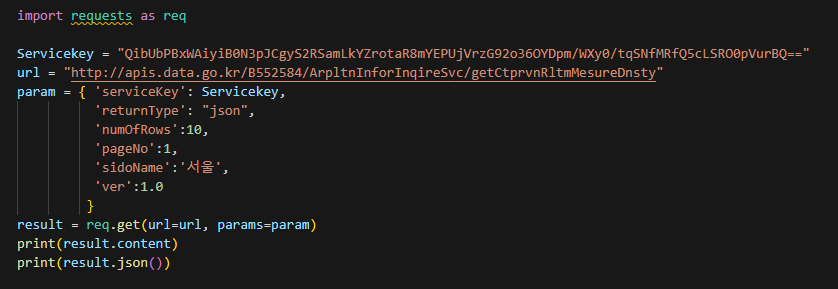 import requests as req

Servicekey = "QibUbPBxWAiyiB0N3pJCgyS2RSamLkYZrotaR8mYEPUjVrzG92o36OYDpm/WXy0/tqSNfMRfQ5cLSRO0pVurBQ=="
url = "http://apis.data.go.kr/B552584/ArpltnInforInqireSvc/getCtprvnRltmMesureDnsty"
param = { 'serviceKey': Servicekey,
          'returnType': "json",
          'numOfRows':10,
          'pageNo':1,
          'sidoName':'서울',
          'ver':1.0
         }
result = req.get(url=url, params=param)
print(result.content)
print(result.json())